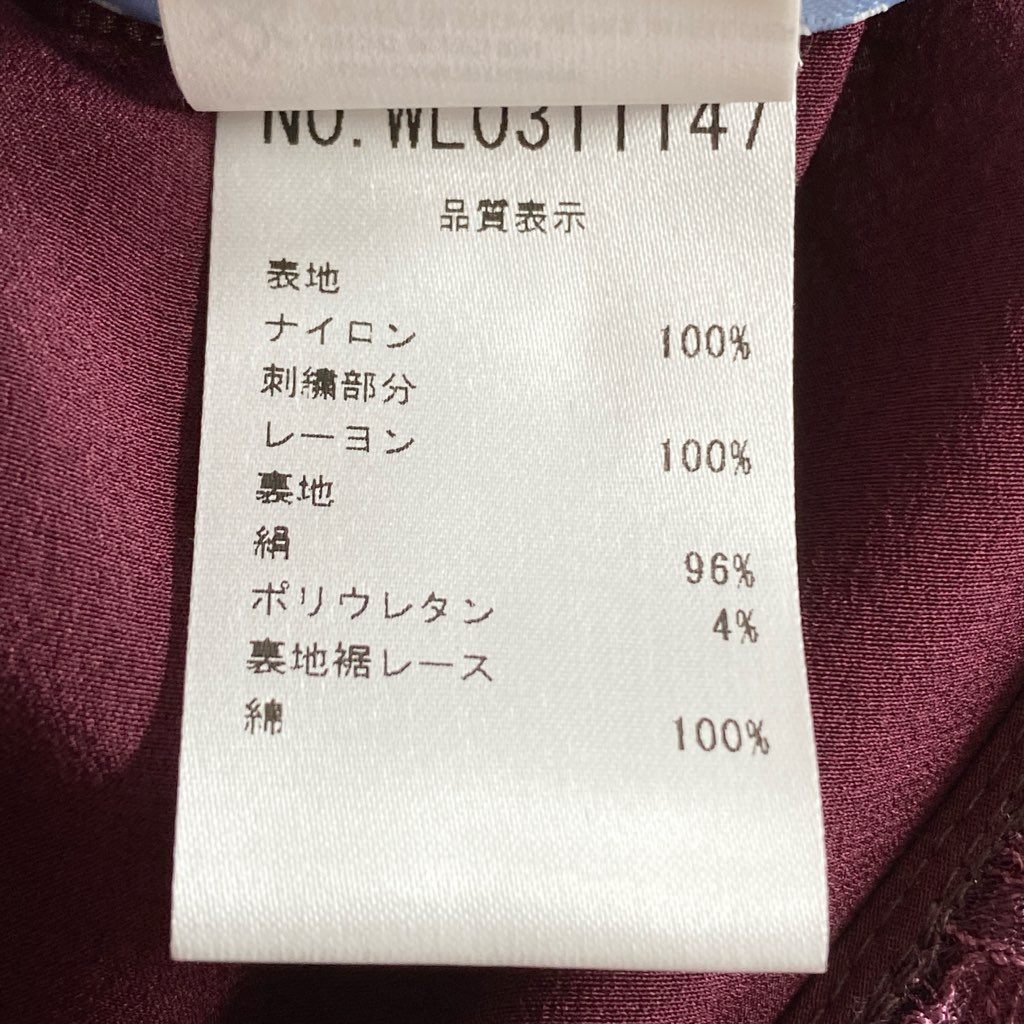 NO.WL0311147
品質表示
表地
ナイロン 100%
刺繍部分
レーヨン 100%
裏地
絹 96%
ポリウレタン 4%
裏地裾レース
綿 100%